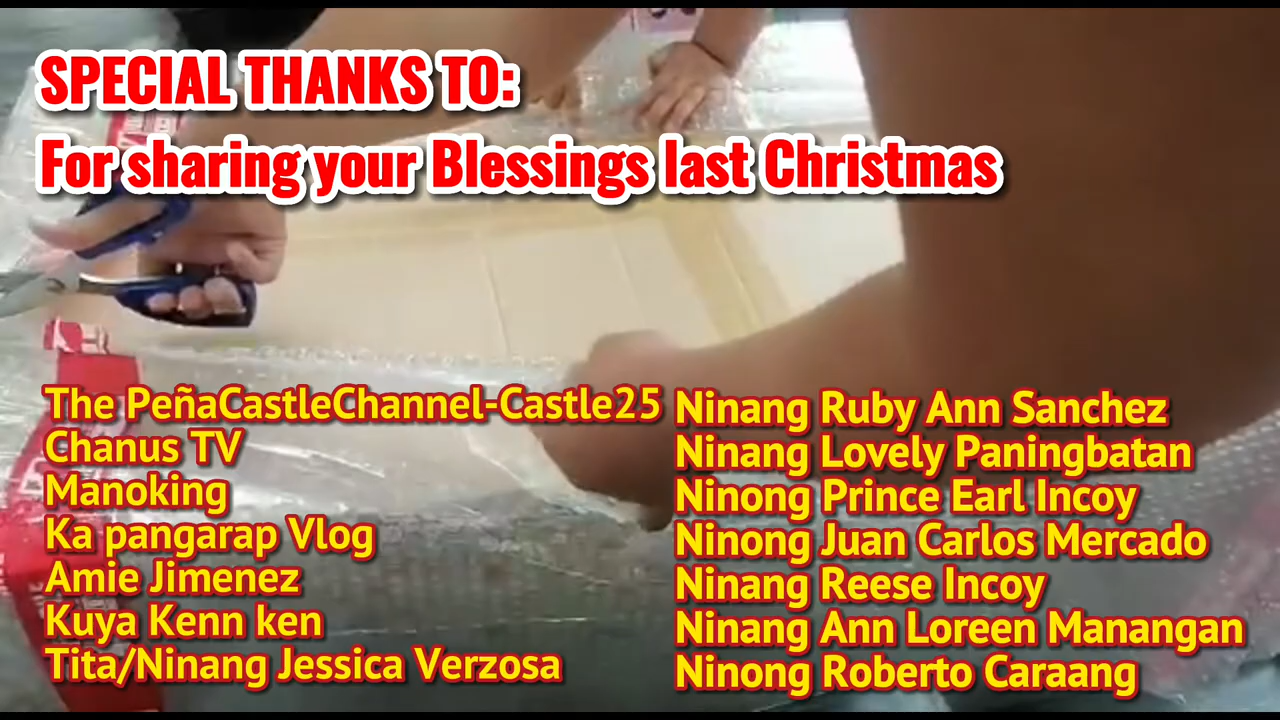 SPECIAL THANKS TO:
For sharing your Blessings last Christmas
The PeñaCastleChannel-Castle25
Chanus TV
Manoking
Ka pangarap Vlog
Amie Jimenez
Kuya Kenn ken
Tita/Ninang Jessica Verzosa
Ninang Ruby Ann Sanchez
Ninang Lovely Paningbatan
Ninong Prince Earl Incoy
Ninong Juan Carlos Mercado
Ninang Reese Incoy
Ninang Ann Loreen Manangan
Ninong Roberto Caraang